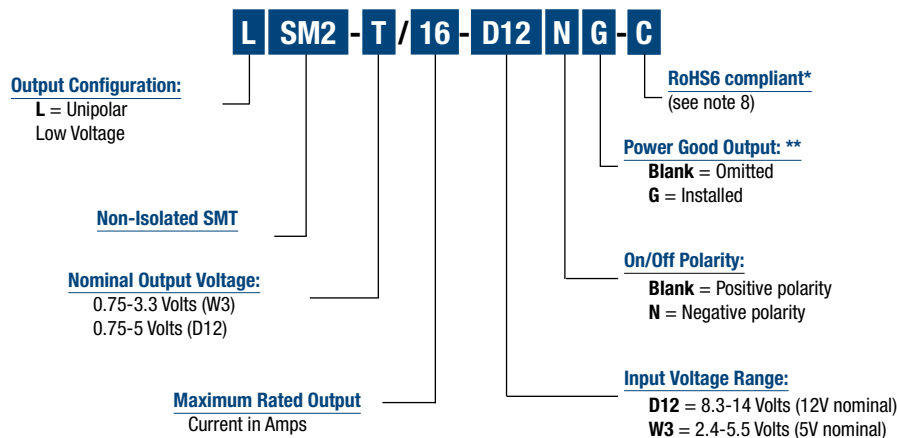 L SM2 - T / 16 - D12 N G - C
Output Configuration:
L = Unipolar
Low Voltage
Non-Isolated SMT
Nominal Output Voltage:
0.75-3.3 Volts (W3)
0.75-5 Volts (D12)
Maximum Rated Output
Current in Amps
RoHS6 compliant*
(see note 8)
Power Good Output: **
Blank = Omitted
G = Installed
On/Off Polarity:
Blank = Positive polarity
N = Negative polarity
Input Voltage Range:
D12 = 8.3-14 Volts (12V nominal)
W3 = 2.4-5.5 Volts (5V nominal)